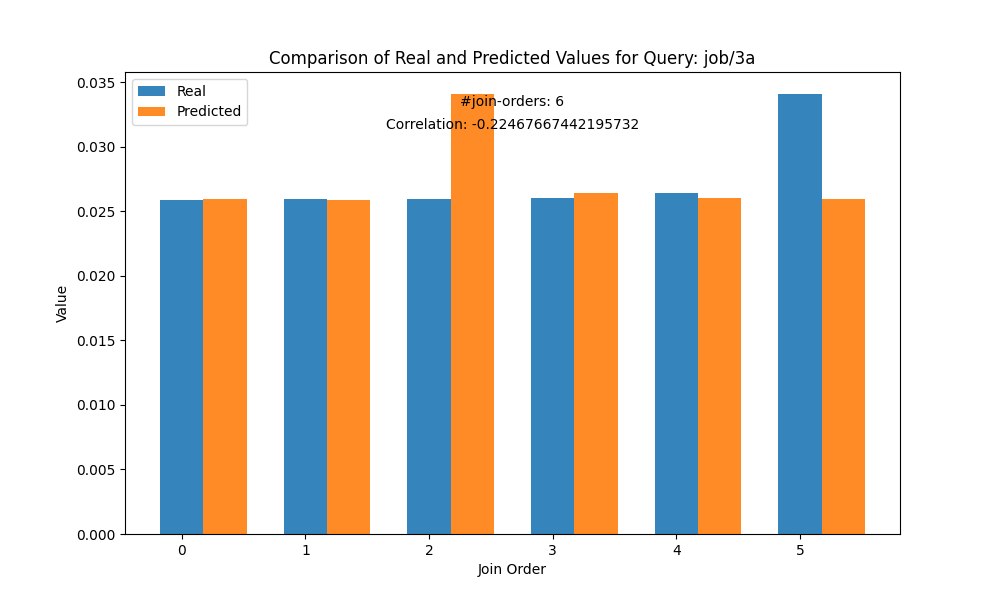 Comparison of Real and Predicted Values for Query: job/3a
Real
Predicted
#join-orders: 6
Correlation: -0.22467667442195732
0.035
0.030
0.025
0.020
0.015
0.010
0.005
0.000
Value
0 1 2 3 4 5
Join Order